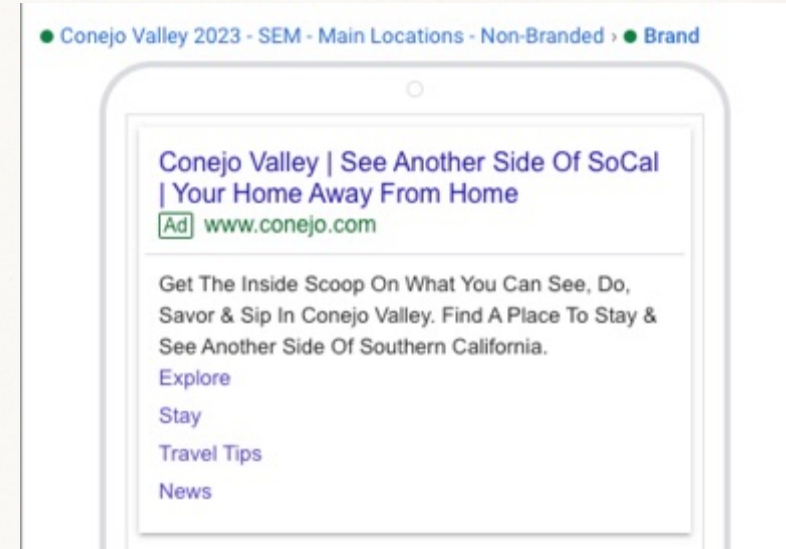 Conejo Valley 2023 - SEM - Main Locations - Non-Branded › Brand
Conejo Valley | See Another Side Of SoCal
| Your Home Away From Home
Ad www.conejo.com
Get The Inside Scoop On What You Can See, Do,
Savor & Sip In Conejo Valley. Find A Place To Stay &
See Another Side Of Southern California.
Explore
Stay
Travel Tips
News